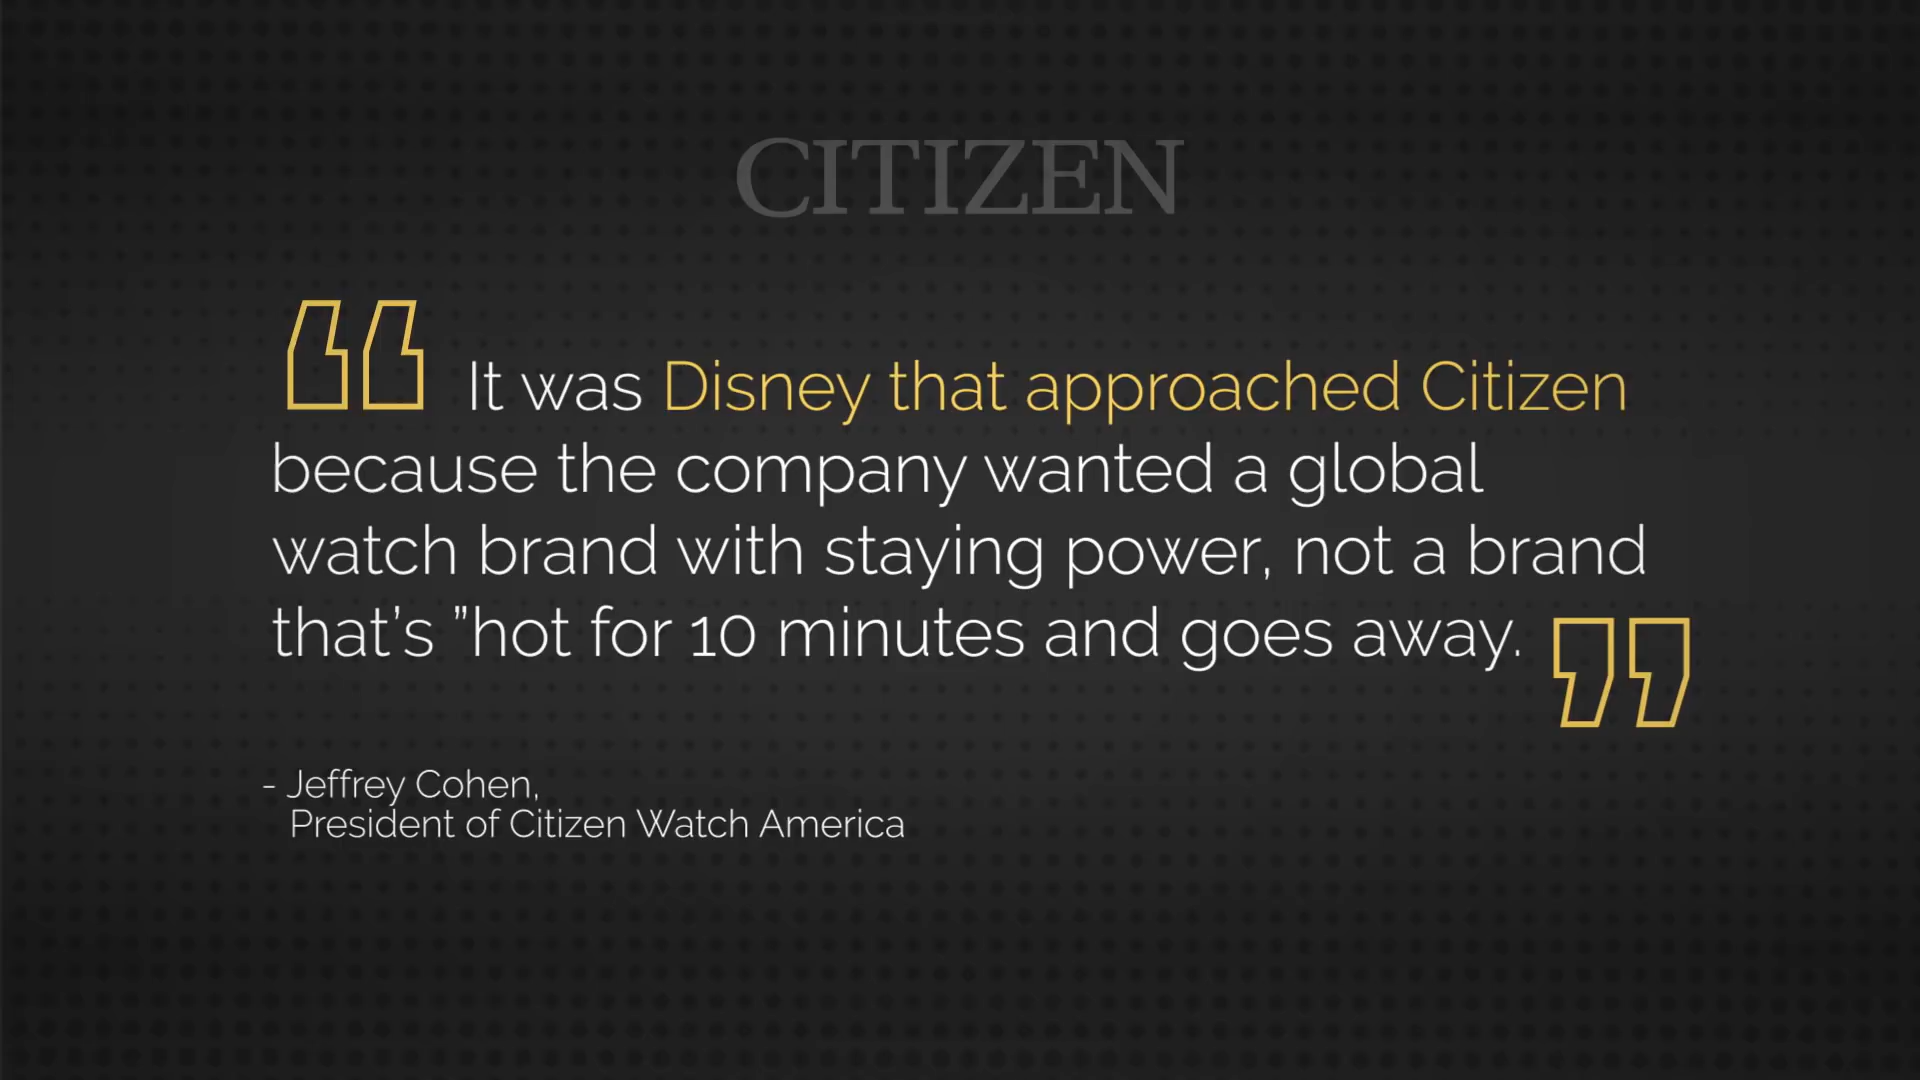 CITIZEN
“ It was Disney that approached Citizen
because the company wanted a global
watch brand with staying power, not a brand
that’s ”hot for 10 minutes and goes away. ”
- Jeffrey Cohen,
President of Citizen Watch America